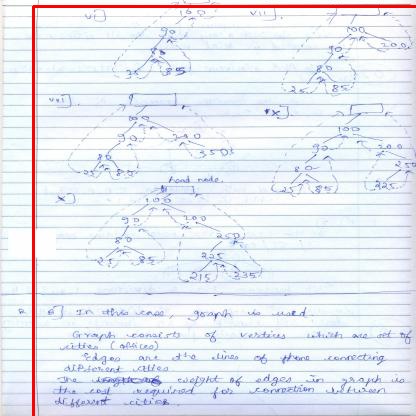 vi] vii]
100
90 100
80 90 200
25 85 80
25 85
viii] ix]
100 100
90 200 90 200
80 350 80 250
25 85 25 85 225
head node
x] 100
90 200
80 250
25 85 225
215 235
2 B] In this case, graph is used.
Graph consists of vertices which are set of
cities (offices)
Edges are the lines of phone connecting
different cities
The weight of edges in graph is
the cost required for connection between
different cities.